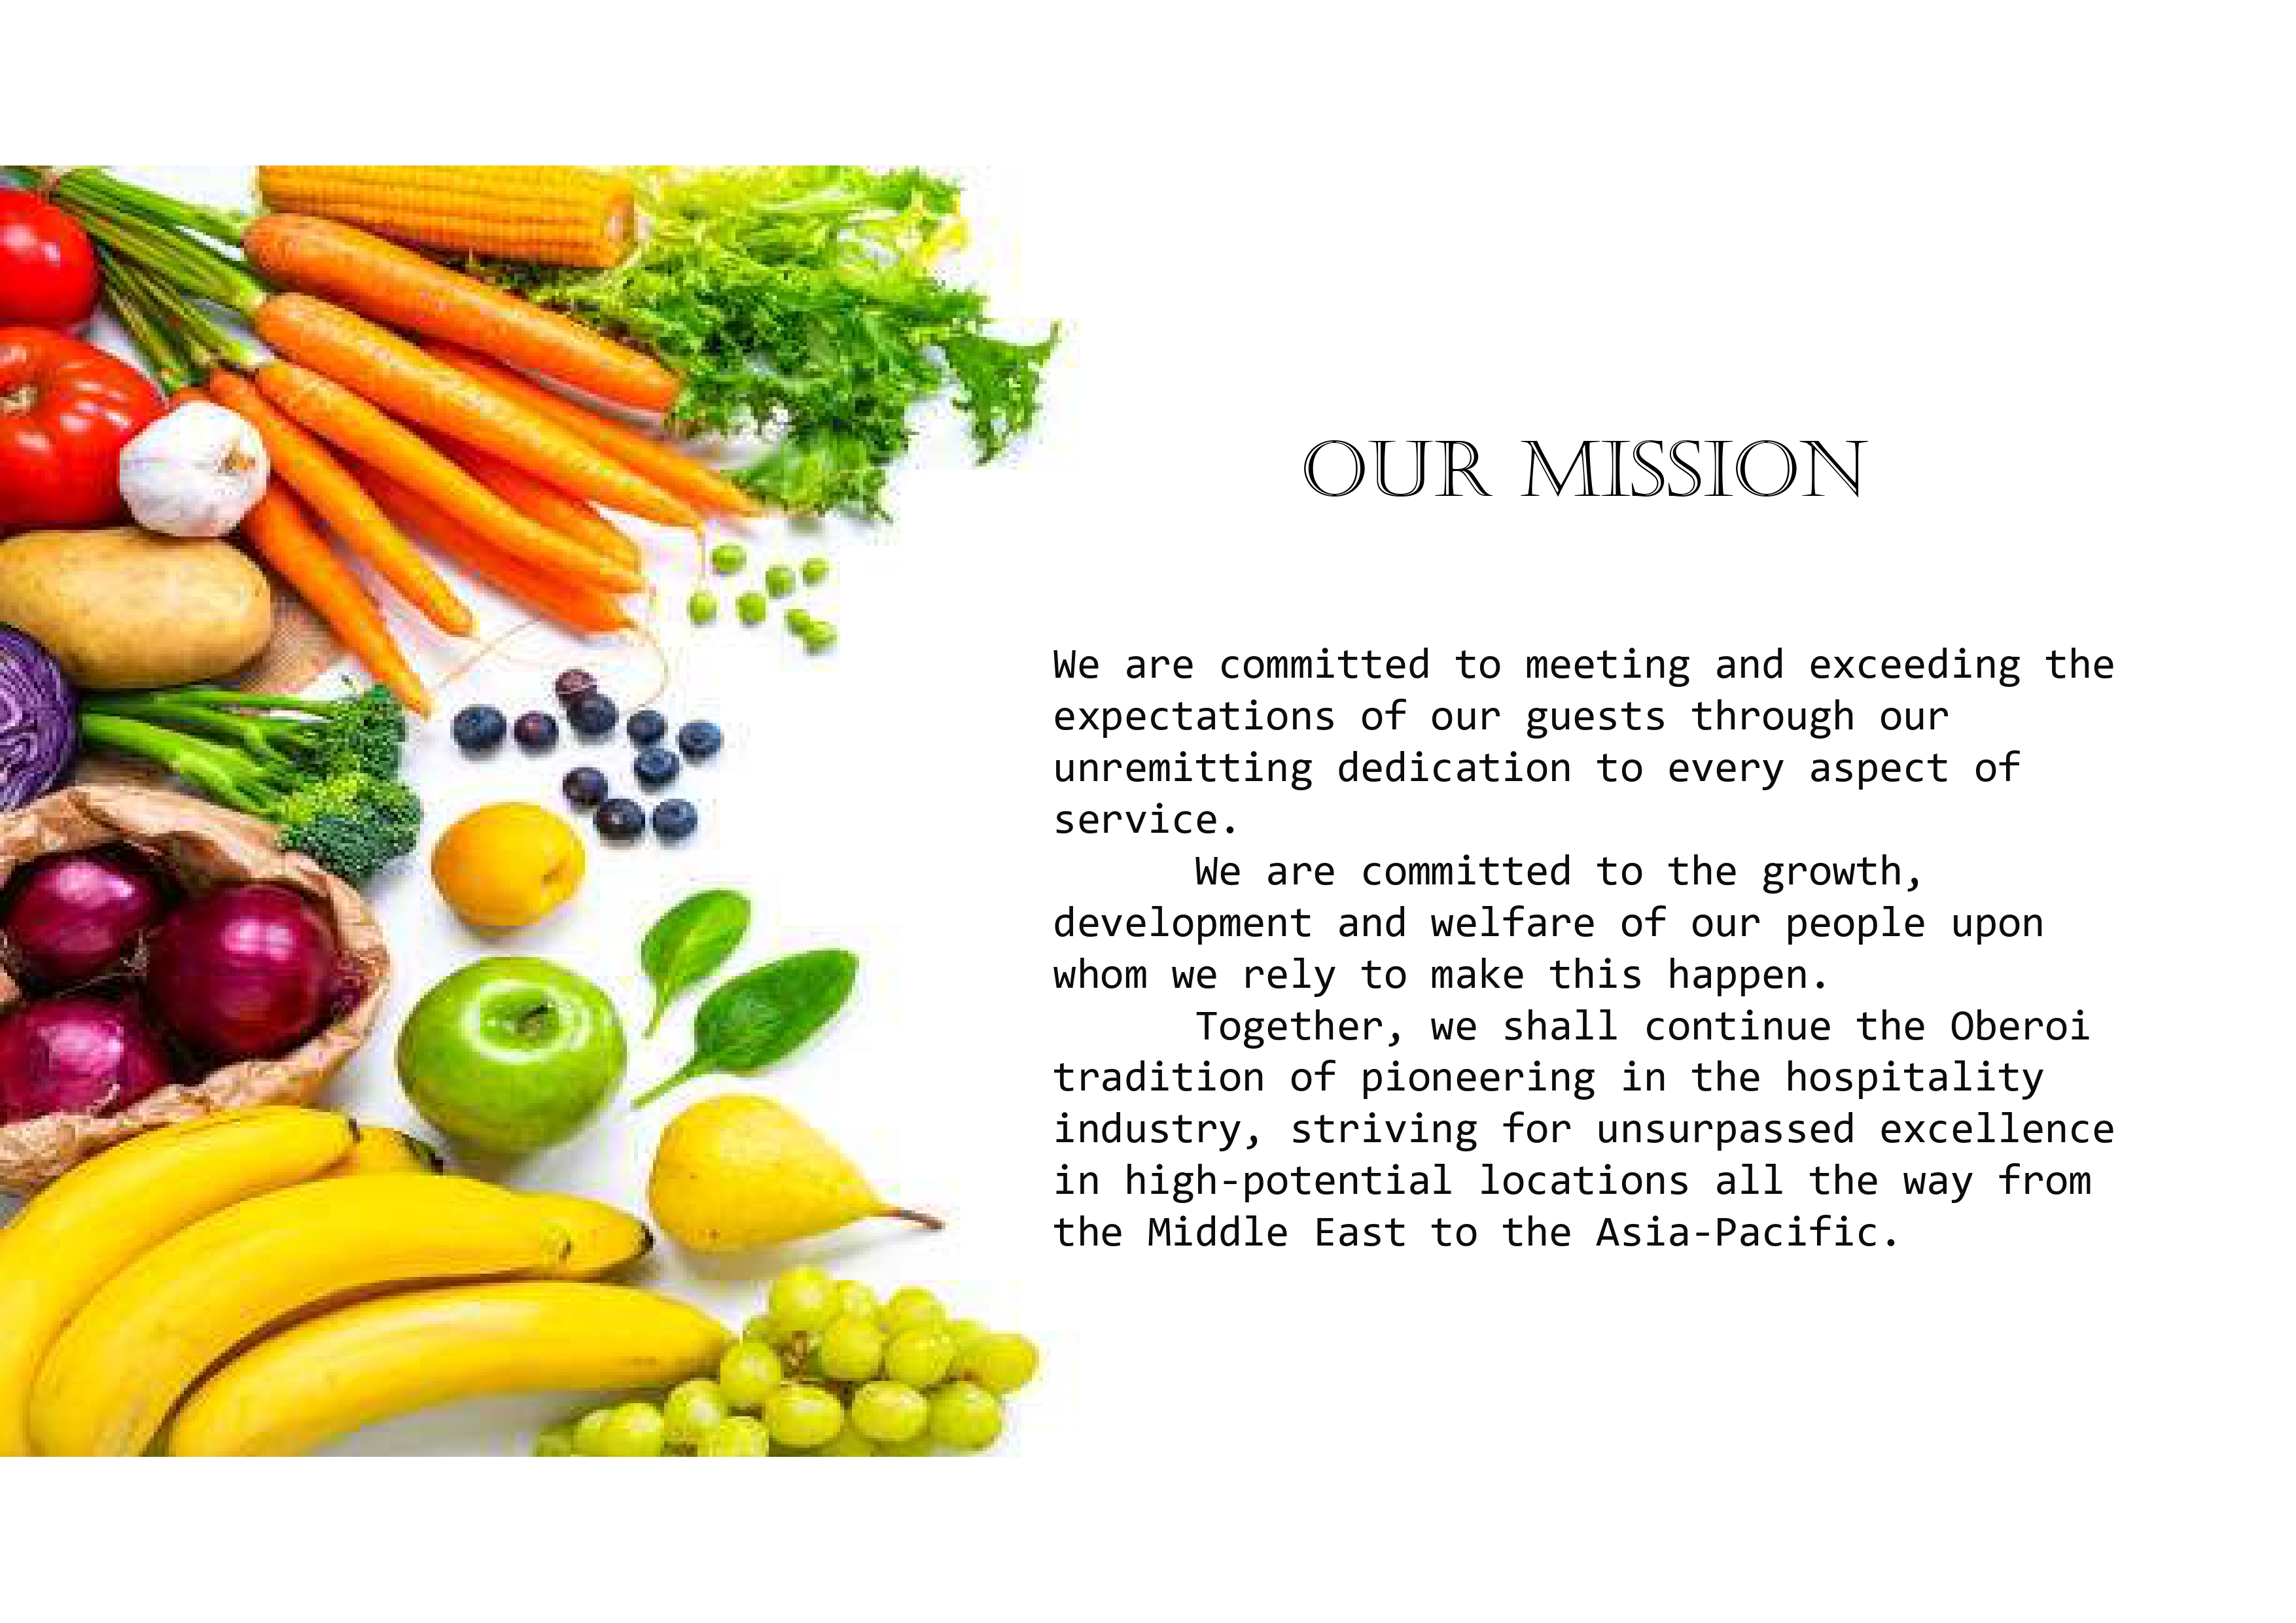 OUR MISSION
We are committed to meeting and exceeding the
expectations of our guests through our
unremitting dedication to every aspect of
service.
We are committed to the growth,
development and welfare of our people upon
whom we rely to make this happen.
Together, we shall continue the Oberoi
tradition of pioneering in the hospitality
industry, striving for unsurpassed excellence
in high-potential locations all the way from
the Middle East to the Asia-Pacific.